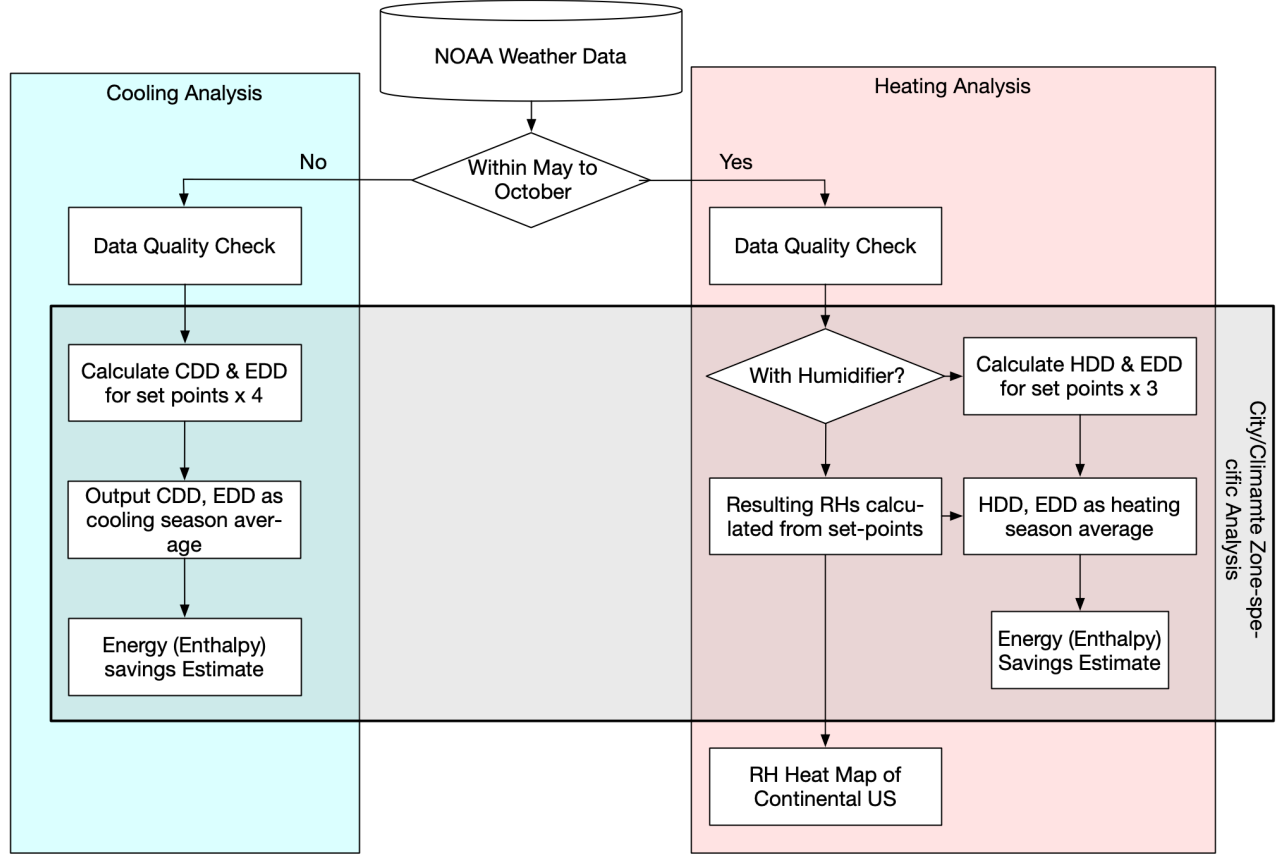 NOAA Weather Data
Cooling Analysis
Heating Analysis
No
Within May to
October
Yes
Data Quality Check
Data Quality Check
Calculate CDD & EDD
for set points x 4
With Humidifier?
Calculate HDD & EDD
for set points x 3
Output CDD, EDD as
cooling season aver-
age
Resulting RHs calcu-
lated from set-points
HDD, EDD as heating
season average
City/Climamte Zone-spe-
cific Analysis
Energy (Enthalpy)
savings Estimate
Energy (Enthalpy)
Savings Estimate
RH Heat Map of
Continental US